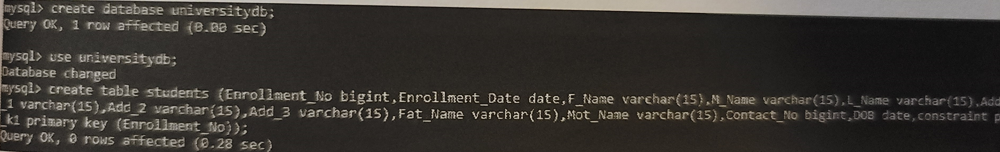 mysql> create database universitydb;
Query OK, 1 row affected (0.00 sec)
mysql> use universitydb;
Database changed
mysql> create table students (Enrollment_No bigint,Enrollment_Date date,F_Name varchar(15),M_Name varchar(15),L_Name varchar(15),Add
_1 varchar(15),Add_2 varchar(15),Add_3 varchar(15),Fat_Name varchar(15),Mot_Name varchar(15),Contact_No bigint,DOB date,constraint p
_k1 primary key (Enrollment_No));
Query OK, 0 rows affected (0.28 sec)